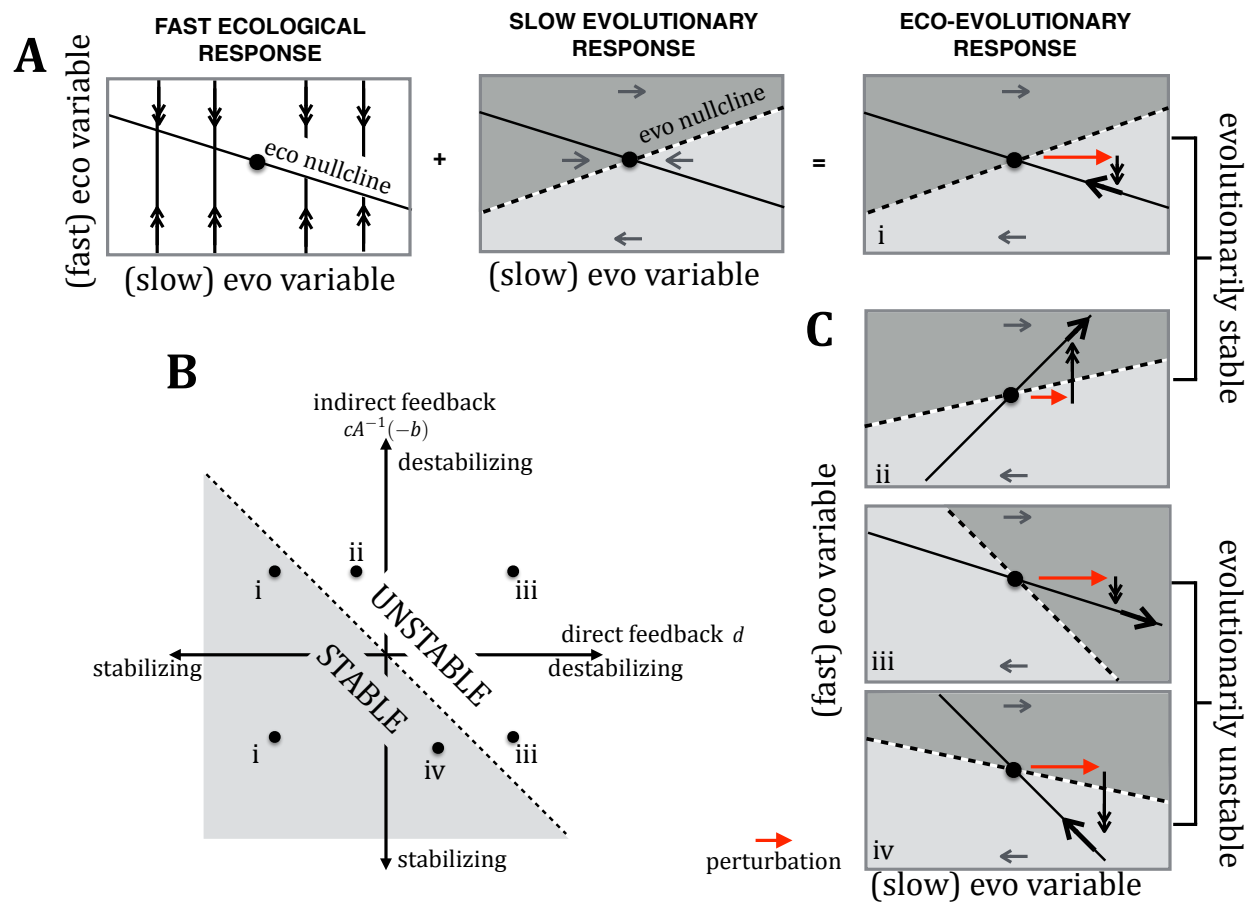 FAST ECOLOGICAL
RESPONSE
SLOW EVOLUTIONARY
RESPONSE
ECO-EVOLUTIONARY
RESPONSE
A
(fast) eco variable
eco nullcline
(slow) evo variable
+
evo nullcline
(slow) evo variable
=
i
evolutionarily stable
B
indirect feedback
cA⁻¹(−b)
destabilizing
i
ii
iii
UNSTABLE
direct feedback d
stabilizing
destabilizing
STABLE
i
iv
iii
stabilizing
C
(fast) eco variable
ii
iii
iv
(slow) evo variable
evolutionarily unstable
perturbation